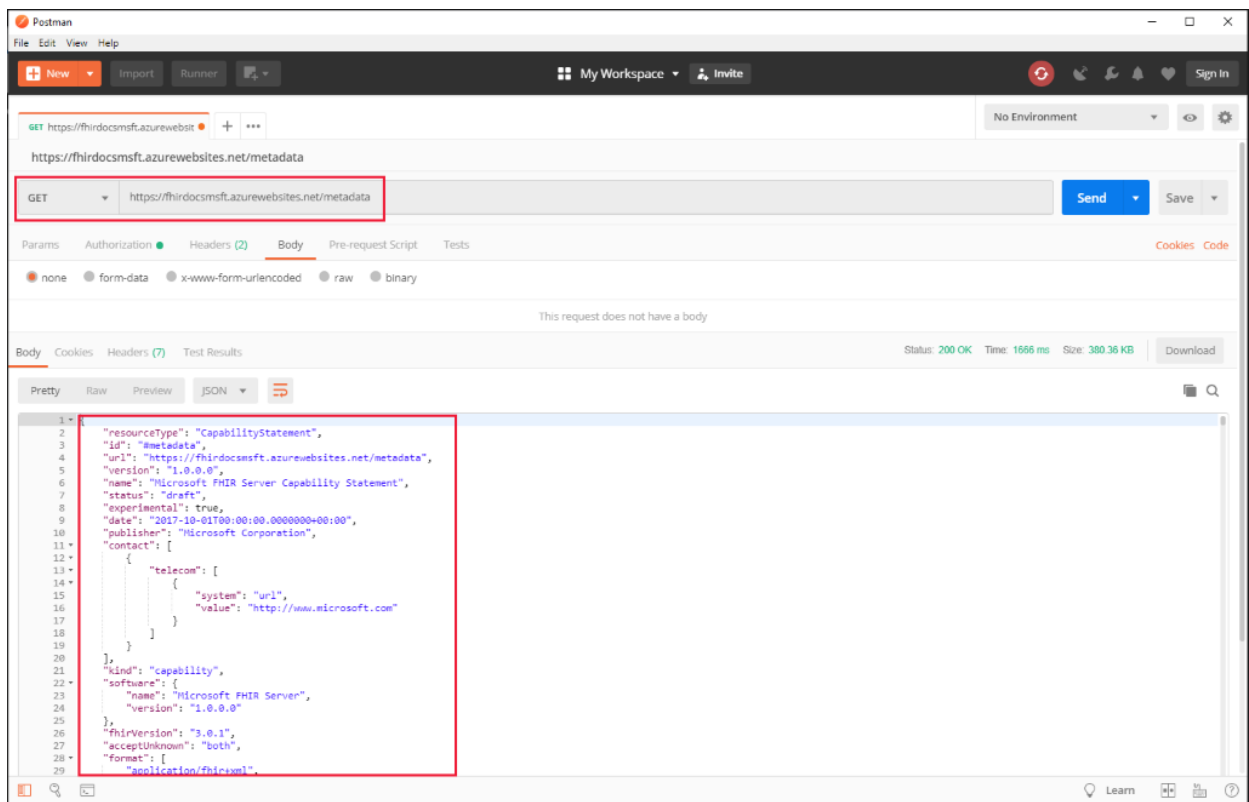 Postman
File Edit View Help
New Import Runner My Workspace Invite Sign In
GET https://fhirdocsmsft.azurewebsit + ••• No Environment
https://fhirdocsmsft.azurewebsites.net/metadata
GET https://fhirdocsmsft.azurewebsites.net/metadata Send Save
Params Authorization Headers (2) Body Pre-request Script Tests Cookies Code
none form-data x-www-form-urlencoded raw binary
This request does not have a body
Body Cookies Headers (7) Test Results Status: 200 OK Time: 1666 ms Size: 380.36 KB Download
Pretty Raw Preview JSON
1 {
2 "resourceType": "CapabilityStatement",
3 "id": "#metadata",
4 "url": "https://fhirdocsmsft.azurewebsites.net/metadata",
5 "version": "1.0.0.0",
6 "name": "Microsoft FHIR Server Capability Statement",
7 "status": "draft",
8 "experimental": true,
9 "date": "2017-10-01T00:00:00.0000000+00:00",
10 "publisher": "Microsoft Corporation",
11 "contact": [
12 {
13 "telecom": [
14 {
15 "system": "url",
16 "value": "http://www.microsoft.com"
17 }
18 ]
19 }
20 ],
21 "kind": "capability",
22 "software": {
23 "name": "Microsoft FHIR Server",
24 "version": "1.0.0.0"
25 },
26 "fhirVersion": "3.0.1",
27 "acceptUnknown": "both",
28 "format": [
29 "application/fhir+xml",
Learn